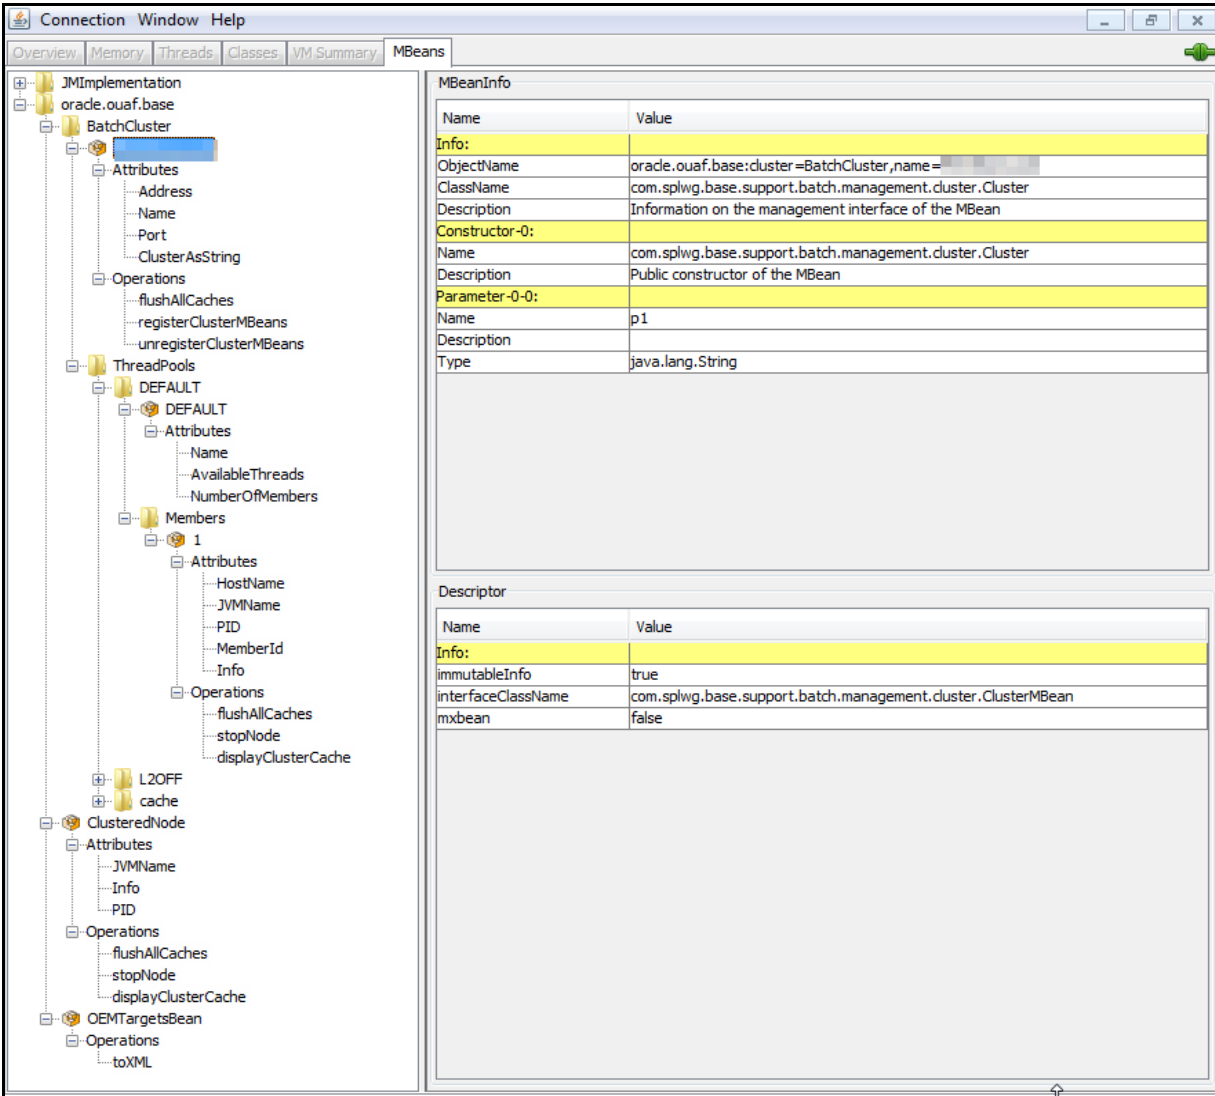 Connection Window Help
Overview Memory Threads Classes VM Summary MBeans
JMImplementation
oracle.ouaf.base
BatchCluster
Attributes
Address
Name
Port
ClusterAsString
Operations
flushAllCaches
registerClusterMBeans
unregisterClusterMBeans
ThreadPools
DEFAULT
DEFAULT
Attributes
Name
AvailableThreads
NumberOfMembers
Members
1
Attributes
HostName
JVMName
PID
MemberId
Info
Operations
flushAllCaches
stopNode
displayClusterCache
L2OFF
cache
ClusteredNode
Attributes
JVMName
Info
PID
Operations
flushAllCaches
stopNode
displayClusterCache
OEMTargetsBean
Operations
toXML
MBeanInfo
Name Value
Info:
ObjectName oracle.ouaf.base:cluster=BatchCluster,name=
ClassName com.splwg.base.support.batch.management.cluster.Cluster
Description Information on the management interface of the MBean
Constructor-0:
Name com.splwg.base.support.batch.management.cluster.Cluster
Description Public constructor of the MBean
Parameter-0-0:
Name p1
Description
Type java.lang.String
Descriptor
Name Value
Info:
immutableInfo true
interfaceClassName com.splwg.base.support.batch.management.cluster.ClusterMBean
mxbean false